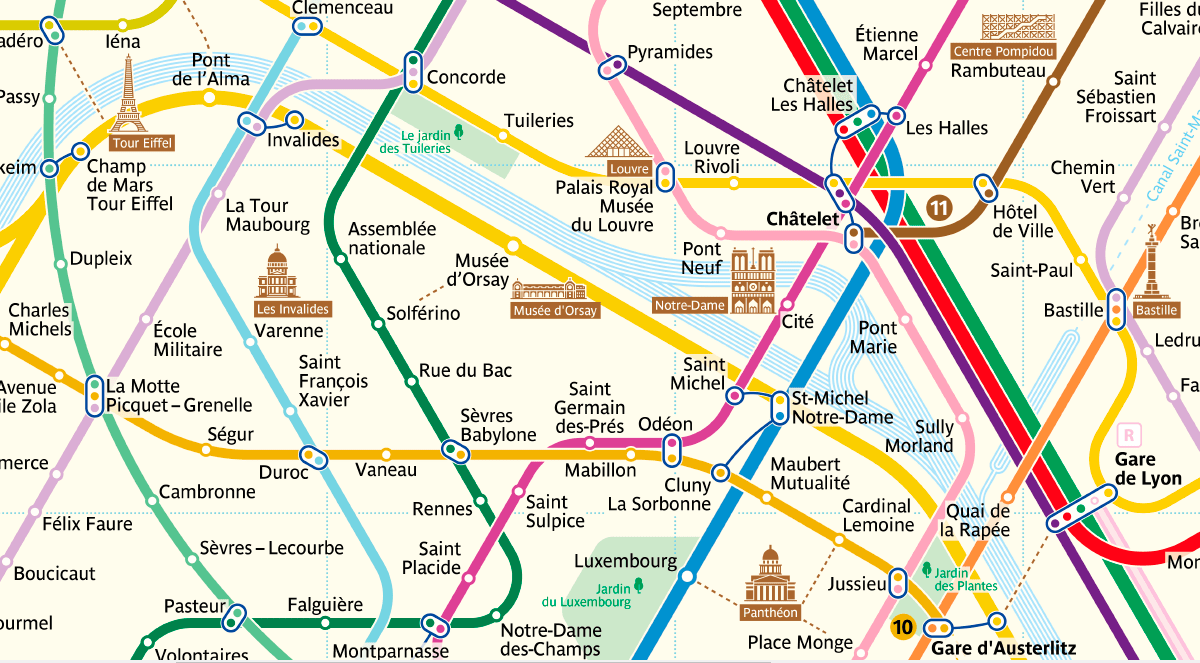 Clemenceau
Septembre
Filles du
Calvaire
adéro
Iéna
Pont
de l'Alma
Concorde
Pyramides
Étienne
Marcel
Centre Pompidou
Rambuteau
Passy
Tour Eiffel
Invalides
Le jardin
des Tuileries
Tuileries
Châtelet
Les Halles
Les Halles
Saint
Sébastien
Froissart
keim
Champ
de Mars
Tour Eiffel
Louvre
Palais Royal
Musée
du Louvre
Louvre
Rivoli
Chemin
Vert
Canal Saint-Ma
La Tour
Maubourg
Assemblée
nationale
Châtelet
11
Hôtel
de Ville
Bre
Sa
Dupleix
Musée
d'Orsay
Pont
Neuf
Saint-Paul
Charles
Michels
Les Invalides
Varenne
Solférino
Musée d'Orsay
Notre-Dame
Cité
Pont
Marie
Bastille
Bastille
École
Militaire
Ledru
Avenue
ile Zola
La Motte
Picquet – Grenelle
Saint
François
Xavier
Rue du Bac
Saint
Michel
St-Michel
Notre-Dame
Fa
Ségur
Duroc
Vaneau
Sèvres
Babylone
Saint
Germain
des-Prés
Mabillon
Odéon
Cluny
La Sorbonne
Maubert
Mutualité
Sully
Morland
R
Gare
de Lyon
merce
Cambronne
Félix Faure
Rennes
Saint
Sulpice
Cardinal
Lemoine
Quai de
la Rapée
Sèvres – Lecourbe
Saint
Placide
Luxembourg
Jardin
du Luxembourg
Panthéon
Jussieu
Jardin
des Plantes
Mon
Boucicaut
Pasteur
Falguière
ourmel
Volontaires
Montparnasse
Notre-Dame
des-Champs
Place Monge
10
Gare d'Austerlitz